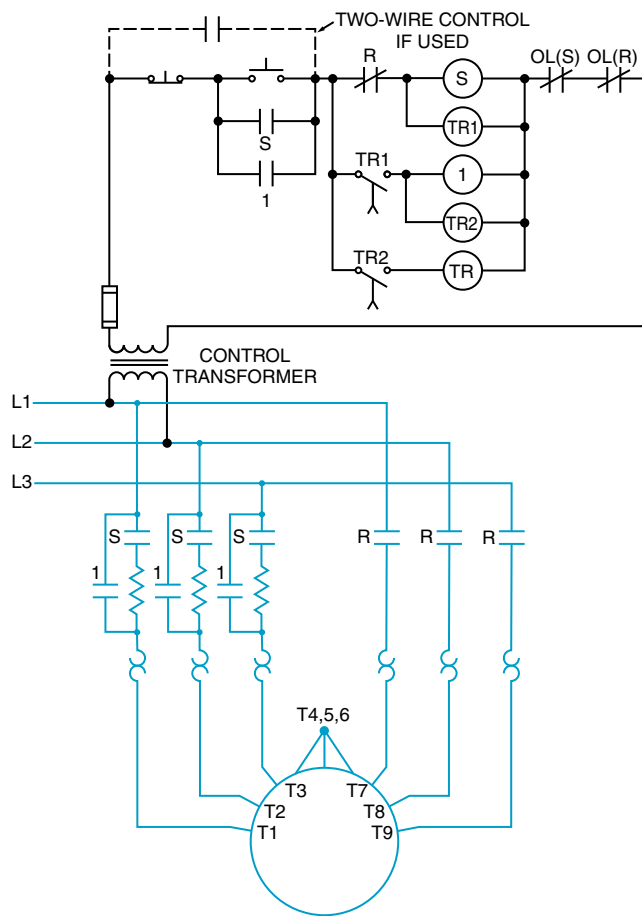 TWO-WIRE CONTROL
IF USED
R
S
OL(S)
OL(R)
TR1
S
1
TR1
1
TR2
TR2
TR
CONTROL
TRANSFORMER
L1
L2
L3
S
S
S
R
R
R
1
1
1
T4,5,6
T3
T7
T2
T8
T1
T9